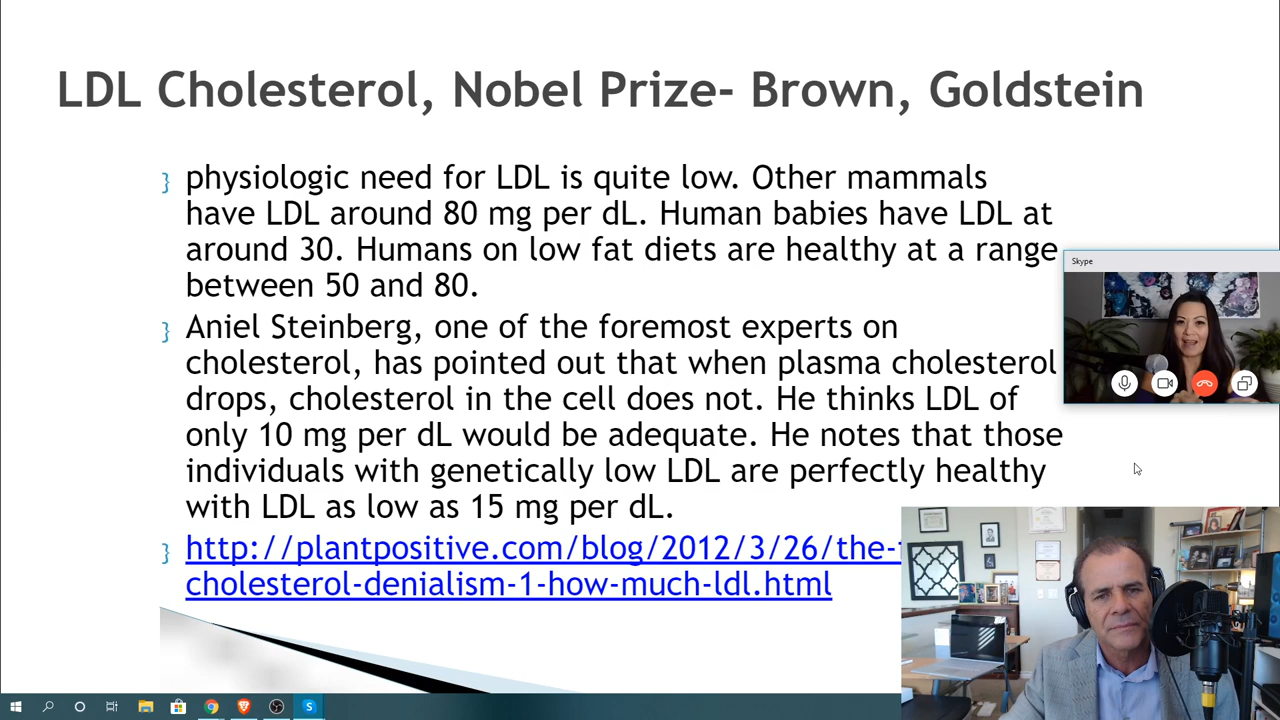 LDL Cholesterol, Nobel Prize- Brown, Goldstein
physiologic need for LDL is quite low. Other mammals
have LDL around 80 mg per dL. Human babies have LDL at
around 30. Humans on low fat diets are healthy at a range
between 50 and 80.
Skype
Aniel Steinberg, one of the foremost experts on
cholesterol, has pointed out that when plasma cholesterol
drops, cholesterol in the cell does not. He thinks LDL of
only 10 mg per dL would be adequate. He notes that those
individuals with genetically low LDL are perfectly healthy
with LDL as low as 15 mg per dL.
http://plantpositive.com/blog/2012/3/26/the-
cholesterol-denialism-1-how-much-ldl.html